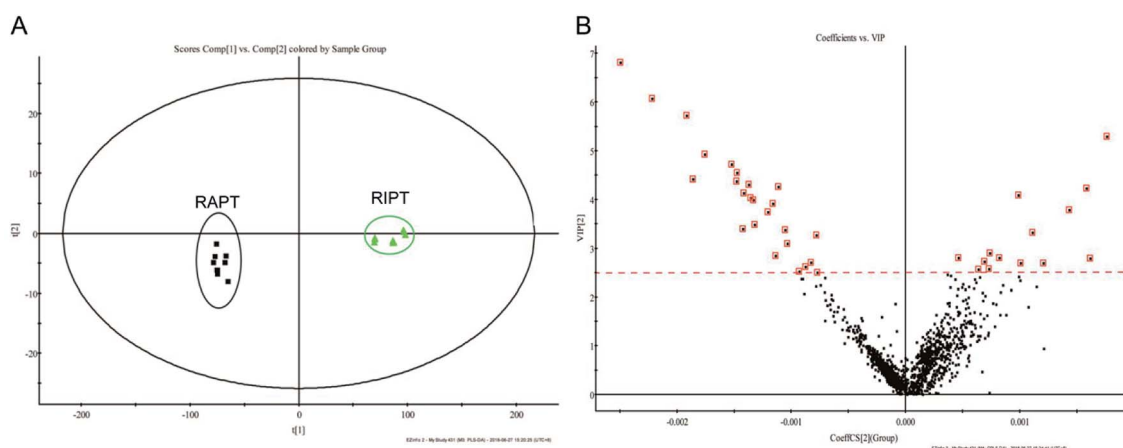 A
Scores Comp[1] vs. Comp[2] colored by Sample Group
20
10
0
-10
-20
t[2]
RAPT
RIPT
-200
-100
0
100
200
t[1]
B
Coefficients vs. VIP
7
6
5
4
3
2
1
0
VIP[2]
-0.002
-0.001
0.000
0.001
CoeffCS[2](Group)